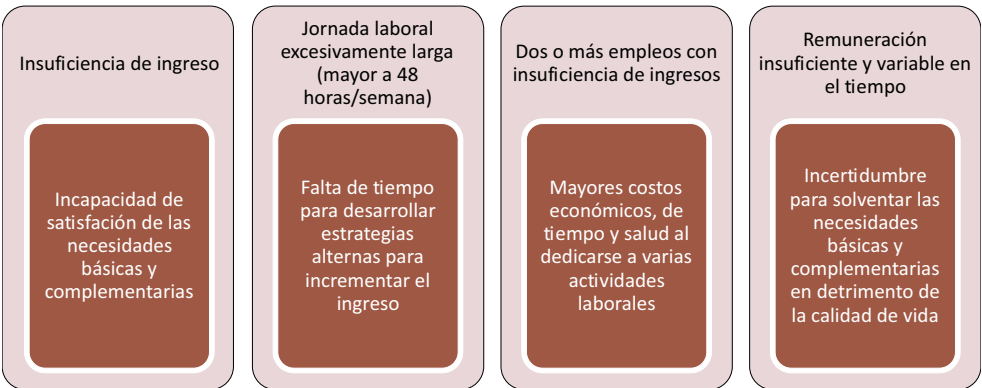 Insuficiencia de ingreso
Incapacidad de
satisfacción de las
necesidades
básicas y
complementarias
Jornada laboral
excesivamente larga
(mayor a 48
horas/semana)
Falta de tiempo
para desarrollar
estrategias
alternas para
incrementar el
ingreso
Dos o más empleos con
insuficiencia de ingresos
Mayores costos
económicos, de
tiempo y salud al
dedicarse a varias
actividades
laborales
Remuneración
insuficiente y variable en
el tiempo
Incertidumbre
para solventar las
necesidades
básicas y
complementarias
en detrimento de
la calidad de vida